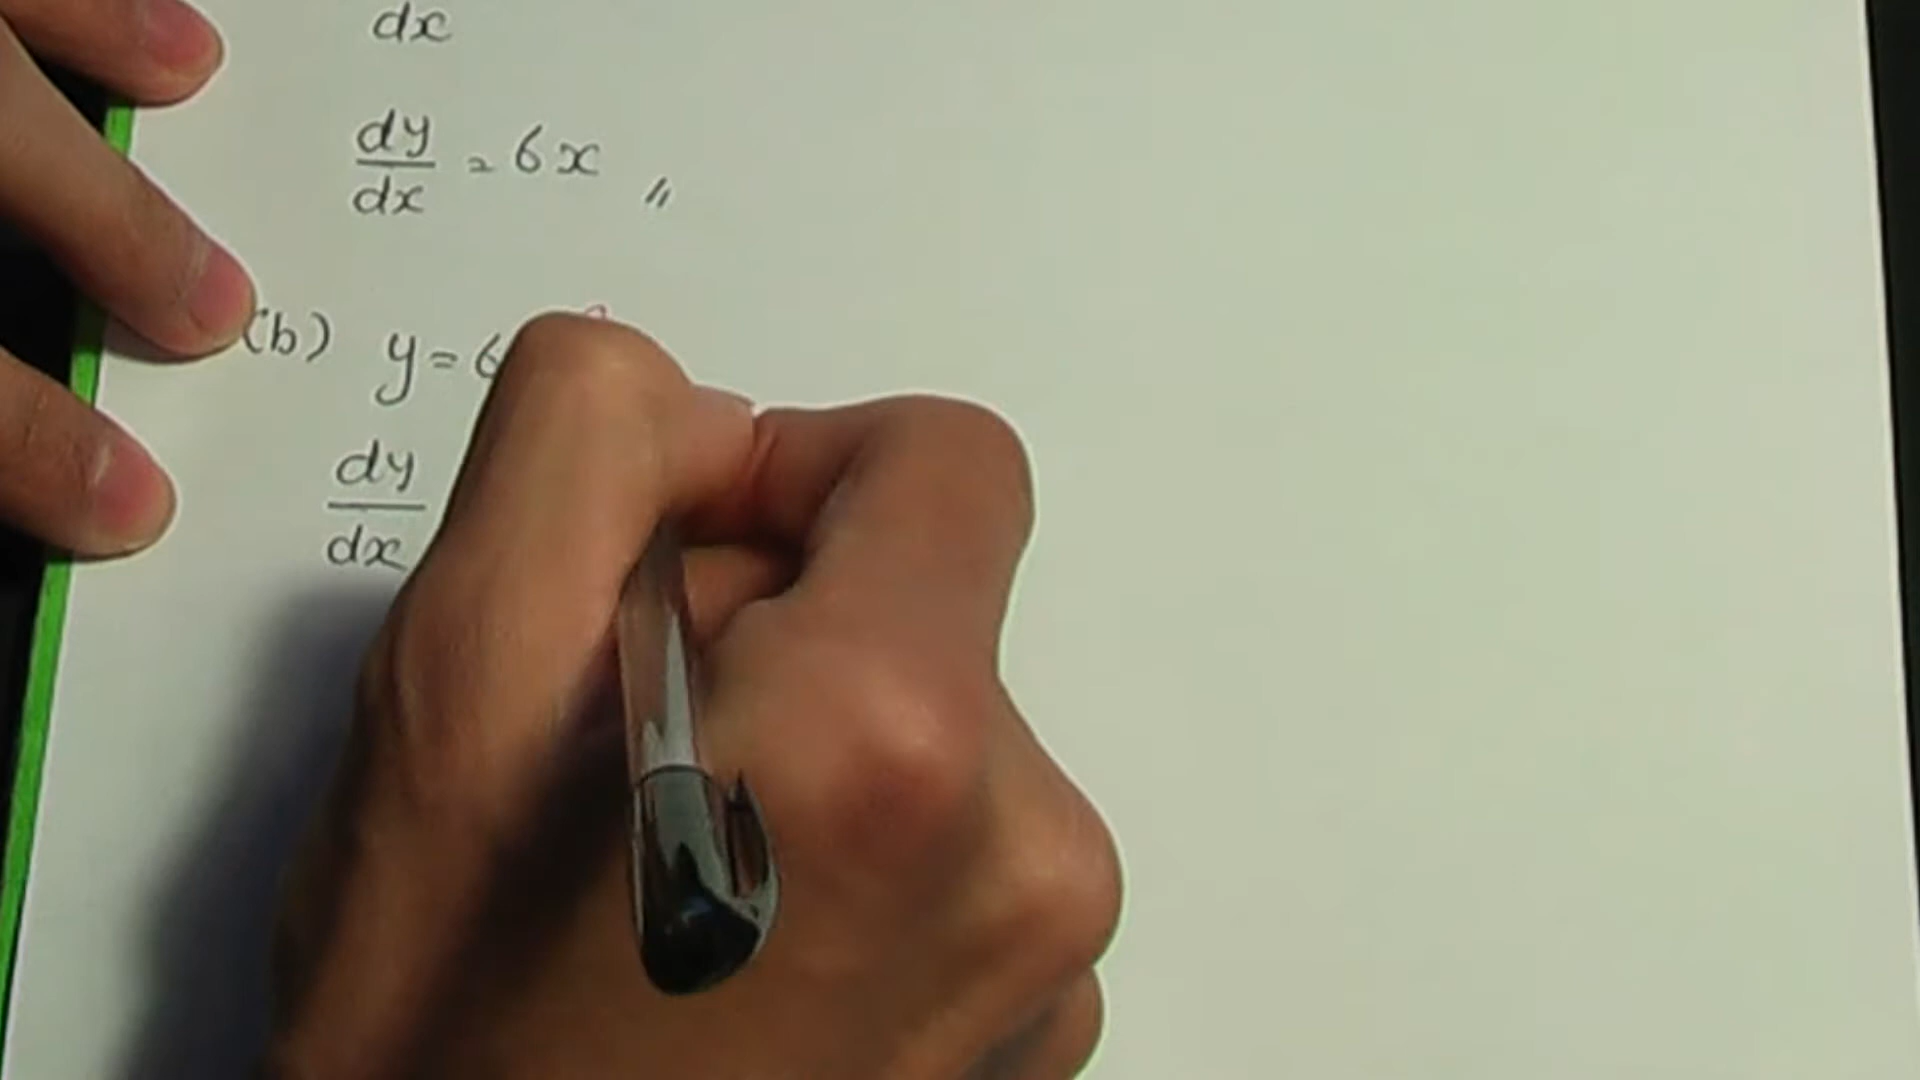 dx
dy/dx = 6x //
(b) y = 6
dy/dx